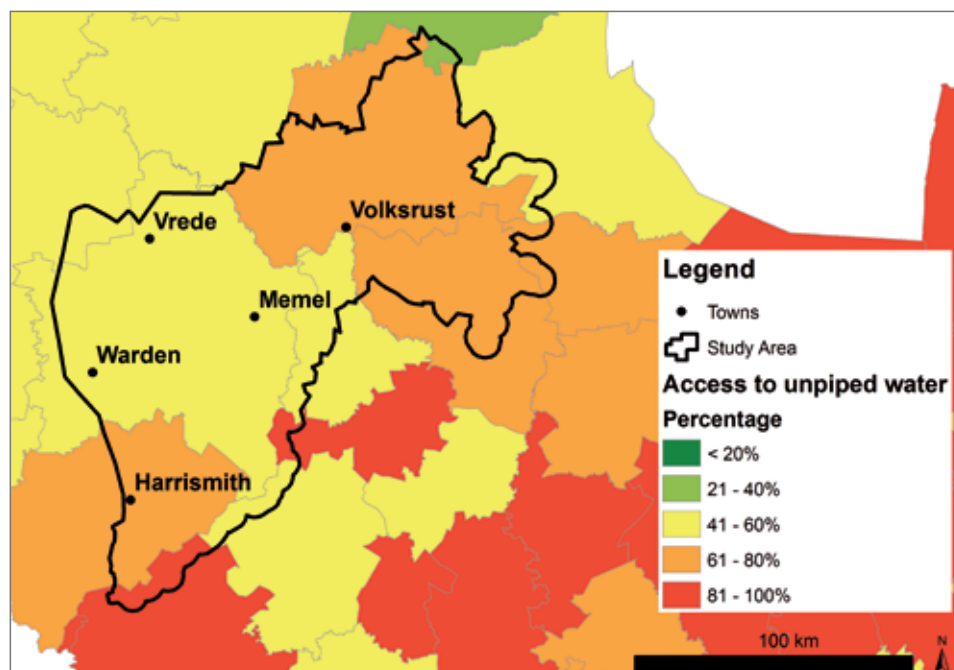 Volksrust
Vrede
Memel
Warden
Harrismith
Legend
Towns
Study Area
Access to unpiped water
Percentage
< 20%
21 - 40%
41 - 60%
61 - 80%
81 - 100%
100 km
N